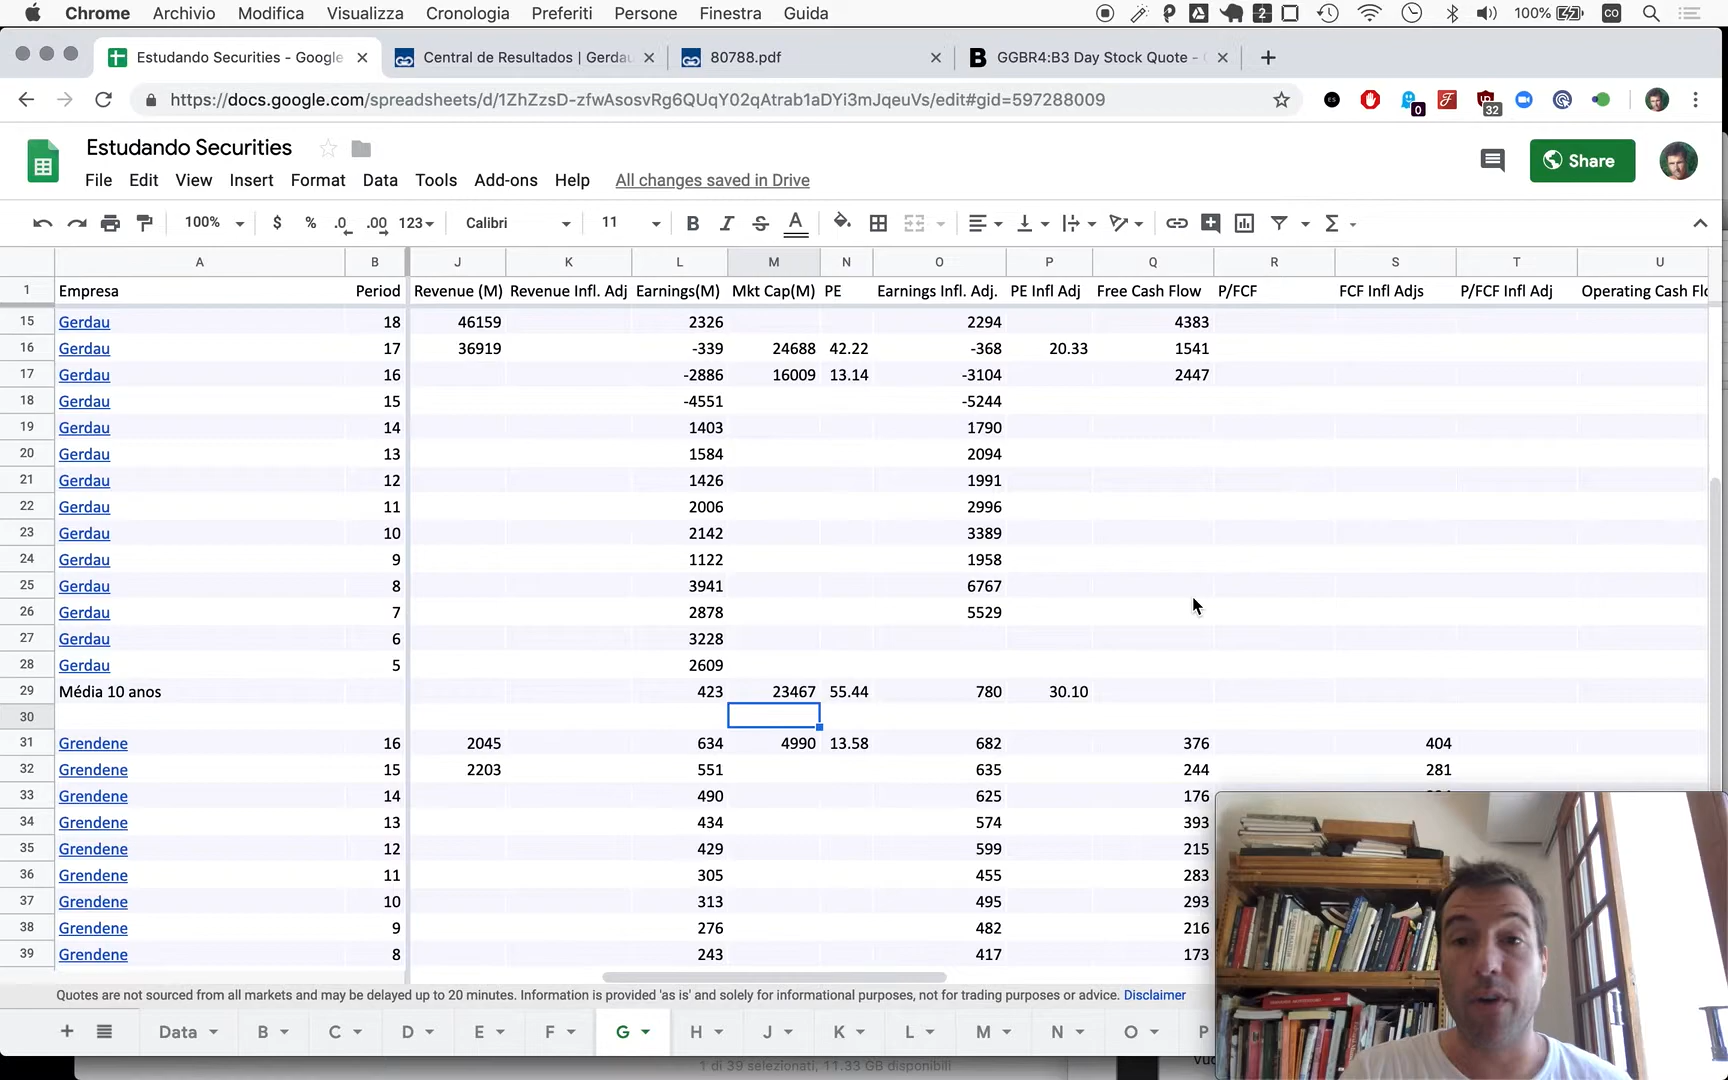 Chrome Archivio Modifica Visualizza Cronologia Preferiti Persone Finestra Guida 2 100% co
Estudando Securities - Google Central de Resultados | Gerdau 80788.pdf GGBR4:B3 Day Stock Quote -
https://docs.google.com/spreadsheets/d/1ZhZzsD-zfwAsosvRg6QUqY02qAtrab1aDYi3mJqeuVs/edit#gid=597288009 0 32
Estudando Securities
Share
File Edit View Insert Format Data Tools Add-ons Help All changes saved in Drive
100% $ % .0 .00 123 Calibri 11 B I S A
A B J K L M N O P Q R S T U
1 Empresa Period Revenue (M) Revenue Infl. Adj Earnings(M) Mkt Cap(M) PE Earnings Infl. Adj. PE Infl Adj Free Cash Flow P/FCF FCF Infl Adjs P/FCF Infl Adj Operating Cash Flo
15 Gerdau 18 46159 2326 2294 4383
16 Gerdau 17 36919 -339 24688 42.22 -368 20.33 1541
17 Gerdau 16 -2886 16009 13.14 -3104 2447
18 Gerdau 15 -4551 -5244
19 Gerdau 14 1403 1790
20 Gerdau 13 1584 2094
21 Gerdau 12 1426 1991
22 Gerdau 11 2006 2996
23 Gerdau 10 2142 3389
24 Gerdau 9 1122 1958
25 Gerdau 8 3941 6767
26 Gerdau 7 2878 5529
27 Gerdau 6 3228
28 Gerdau 5 2609
29 Média 10 anos 423 23467 55.44 780 30.10
30
31 Grendene 16 2045 634 4990 13.58 682 376 404
32 Grendene 15 2203 551 635 244 281
33 Grendene 14 490 625 176
34 Grendene 13 434 574 393
35 Grendene 12 429 599 215
36 Grendene 11 305 455 283
37 Grendene 10 313 495 293
38 Grendene 9 276 482 216
39 Grendene 8 243 417 173
Quotes are not sourced from all markets and may be delayed up to 20 minutes. Information is provided 'as is' and solely for informational purposes, not for trading purposes or advice. Disclaimer
Data B C D E F G H J K L M N O P
1 di 39 selezionati, 11.33 GB disponibili